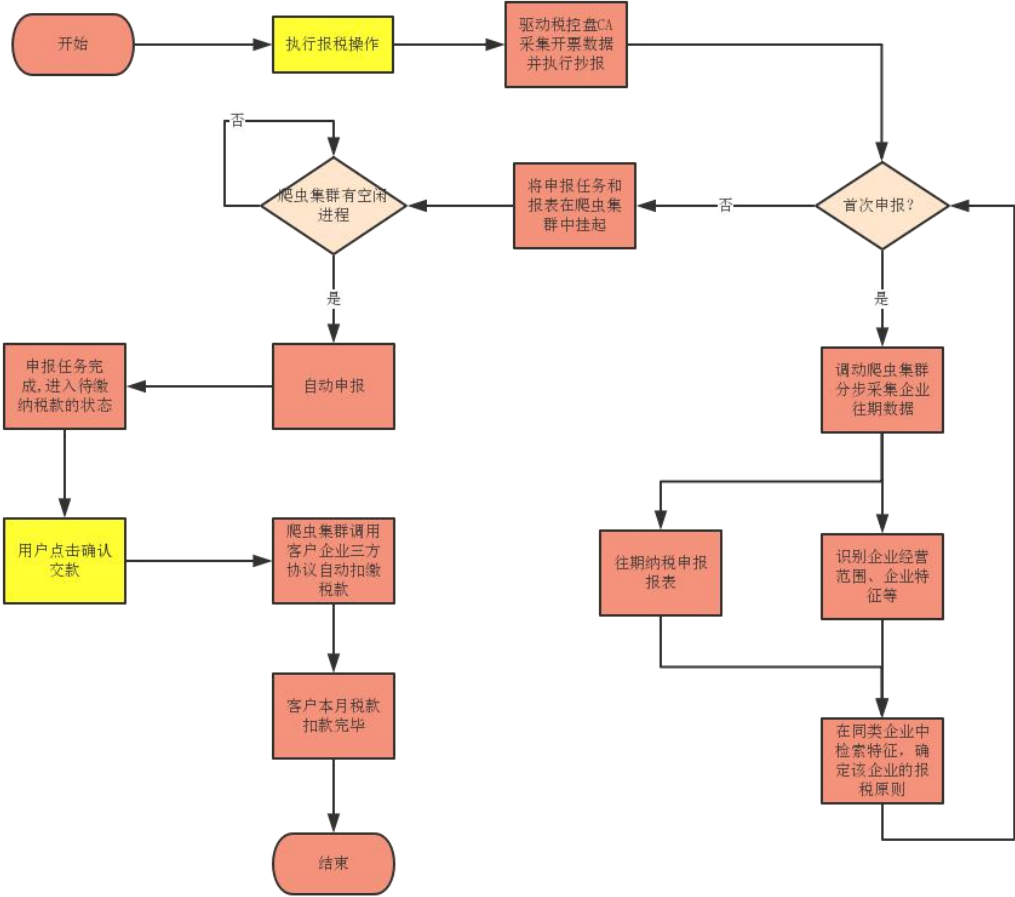 开始
执行报税操作
驱动税控盘CA
采集开票数据
并执行抄报
否
爬虫集群有空闲
进程
将申报任务和
报表在爬虫集
群中挂起
否
首次申报？
是
是
申报任务完
成,进入待缴
纳税款的状态
自动申报
调动爬虫集群
分步采集企业
往期数据
用户点击确认
交款
爬虫集群调用
客户企业三方
协议自动扣缴
税款
往期纳税申报
报表
识别企业经营
范围、企业特
征等
客户本月税款
扣款完毕
在同类企业中
检索特征，确
定该企业的报
税原则
结束